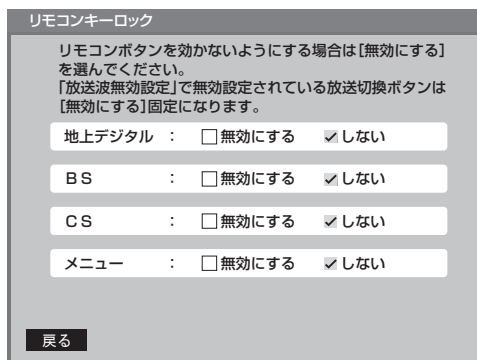 リモコンキーロック
リモコンボタンを効かないようにする場合は[無効にする]
を選んでください。
「放送波無効設定」で無効設定されている放送切換ボタンは
[無効にする]固定になります。
地上デジタル : 無効にする しない
BS : 無効にする しない
CS : 無効にする しない
メニュー : 無効にする しない
戻る